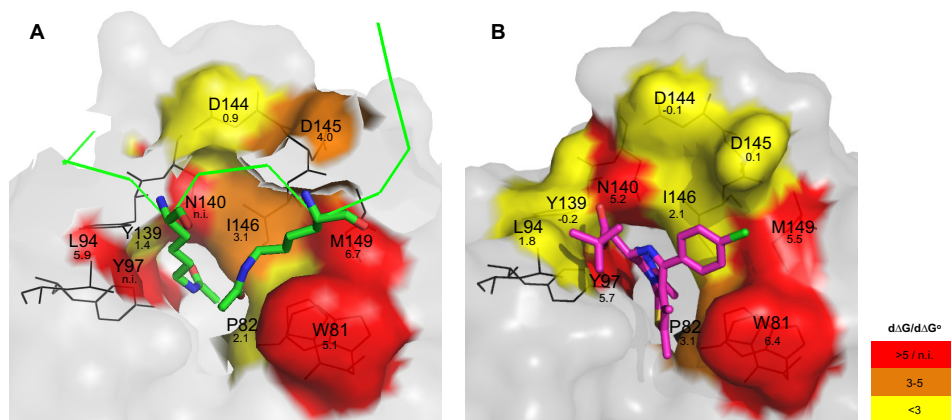 A
D144
0.9
D145
4.0
N140
n.i.
I146
3.1
Y139
1.4
L94
5.9
Y97
n.i.
M149
6.7
P82
2.1
W81
5.1
B
D144
-0.1
D145
0.1
N140
5.2
I146
2.1
Y139
-0.2
L94
1.8
M149
5.5
Y97
5.7
P82
3.1
W81
6.4
dΔG/dΔGº
>5 / n.i.
3-5
<3